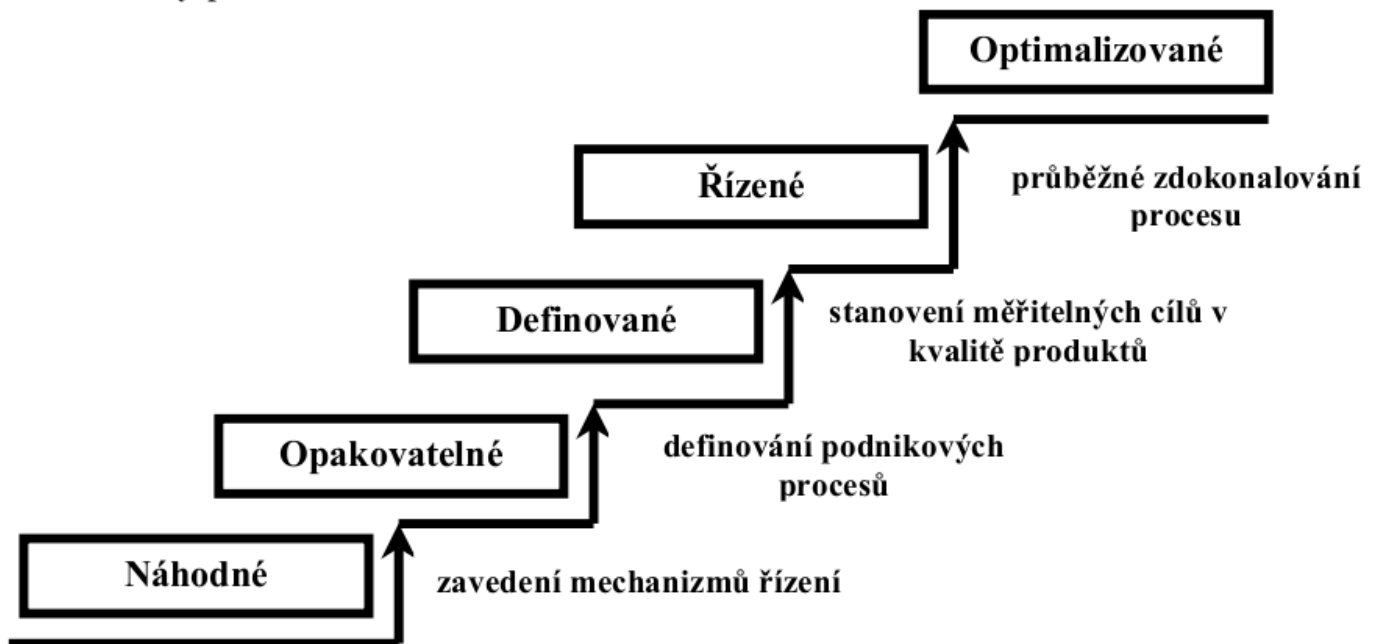 Optimalizované
Řízené
průběžné zdokonalování
procesu
Definované
stanovení měřitelných cílů v
kvalitě produktů
Opakovatelné
definování podnikových
procesů
Náhodné
zavedení mechanizmů řízení